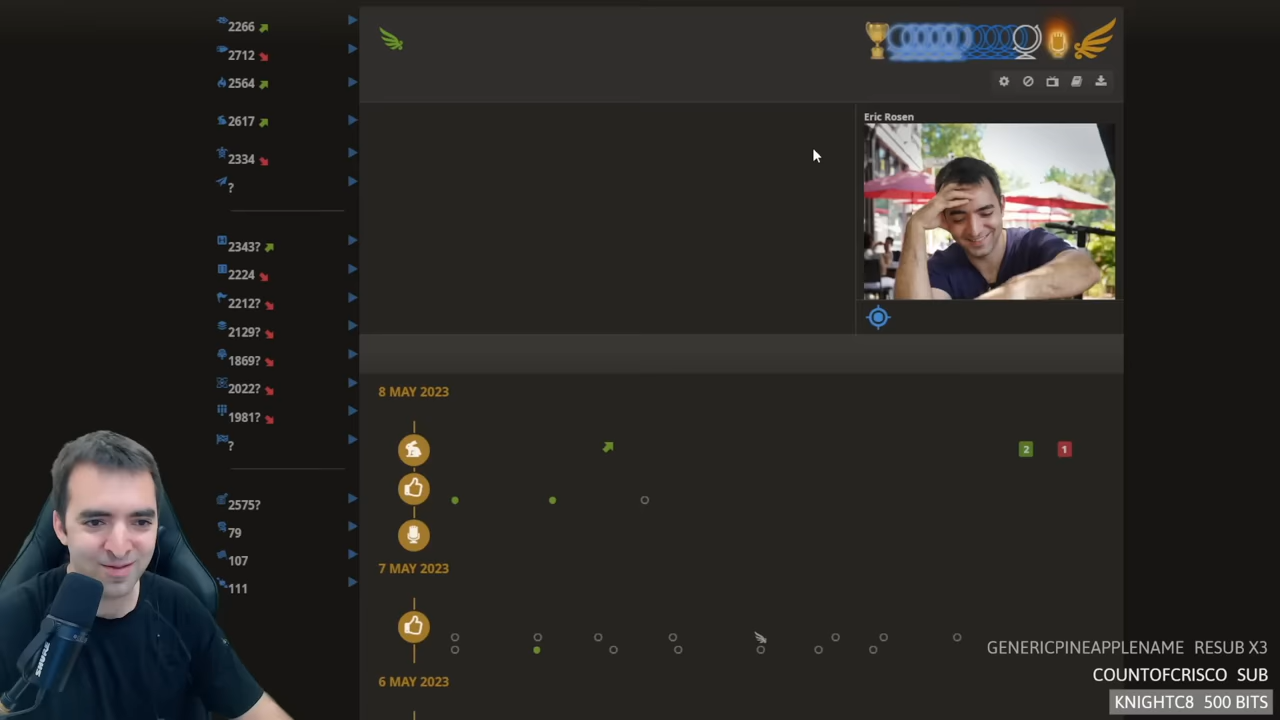 2266
2712
2564
2617
2334
?
2343?
2224
2212?
2129?
1869?
2022?
1981?
?
2575?
79
107
111
Eric Rosen
8 MAY 2023
2 1
7 MAY 2023
6 MAY 2023
SHURE
GENERICPINEAPPLENAME RESUB X3
COUNTOFCRISCO SUB
KNIGHTC8 500 BITS